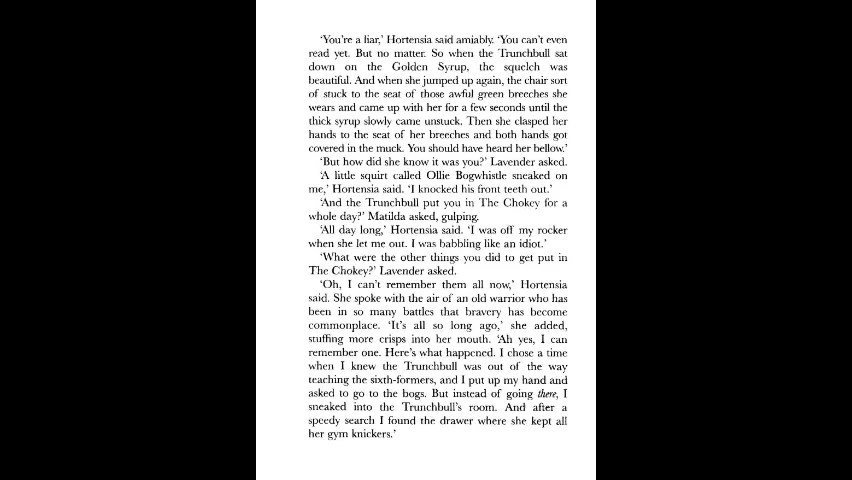 'You're a liar,' Hortensia said amiably. 'You can't even
read yet. But no matter. So when the Trunchbull sat
down on the Golden Syrup, the squelch was
beautiful. And when she jumped up again, the chair sort
of stuck to the seat of those awful green breeches she
wears and came up with her for a few seconds until the
thick syrup slowly came unstuck. Then she clasped her
hands to the seat of her breeches and both hands got
covered in the muck. You should have heard her bellow.'
'But how did she know it was you?' Lavender asked.
'A little squirt called Ollie Bogwhistle sneaked on
me,' Hortensia said. 'I knocked his front teeth out.'
'And the Trunchbull put you in The Chokey for a
whole day?' Matilda asked, gulping.
'All day long,' Hortensia said. 'I was off my rocker
when she let me out. I was babbling like an idiot.'
'What were the other things you did to get put in
The Chokey?' Lavender asked.
'Oh, I can't remember them all now,' Hortensia
said. She spoke with the air of an old warrior who has
been in so many battles that bravery has become
commonplace. 'It's all so long ago,' she added,
stuffing more crisps into her mouth. 'Ah yes, I can
remember one. Here's what happened. I chose a time
when I knew the Trunchbull was out of the way
teaching the sixth-formers, and I put up my hand and
asked to go to the bogs. But instead of going there, I
sneaked into the Trunchbull's room. And after a
speedy search I found the drawer where she kept all
her gym knickers.'